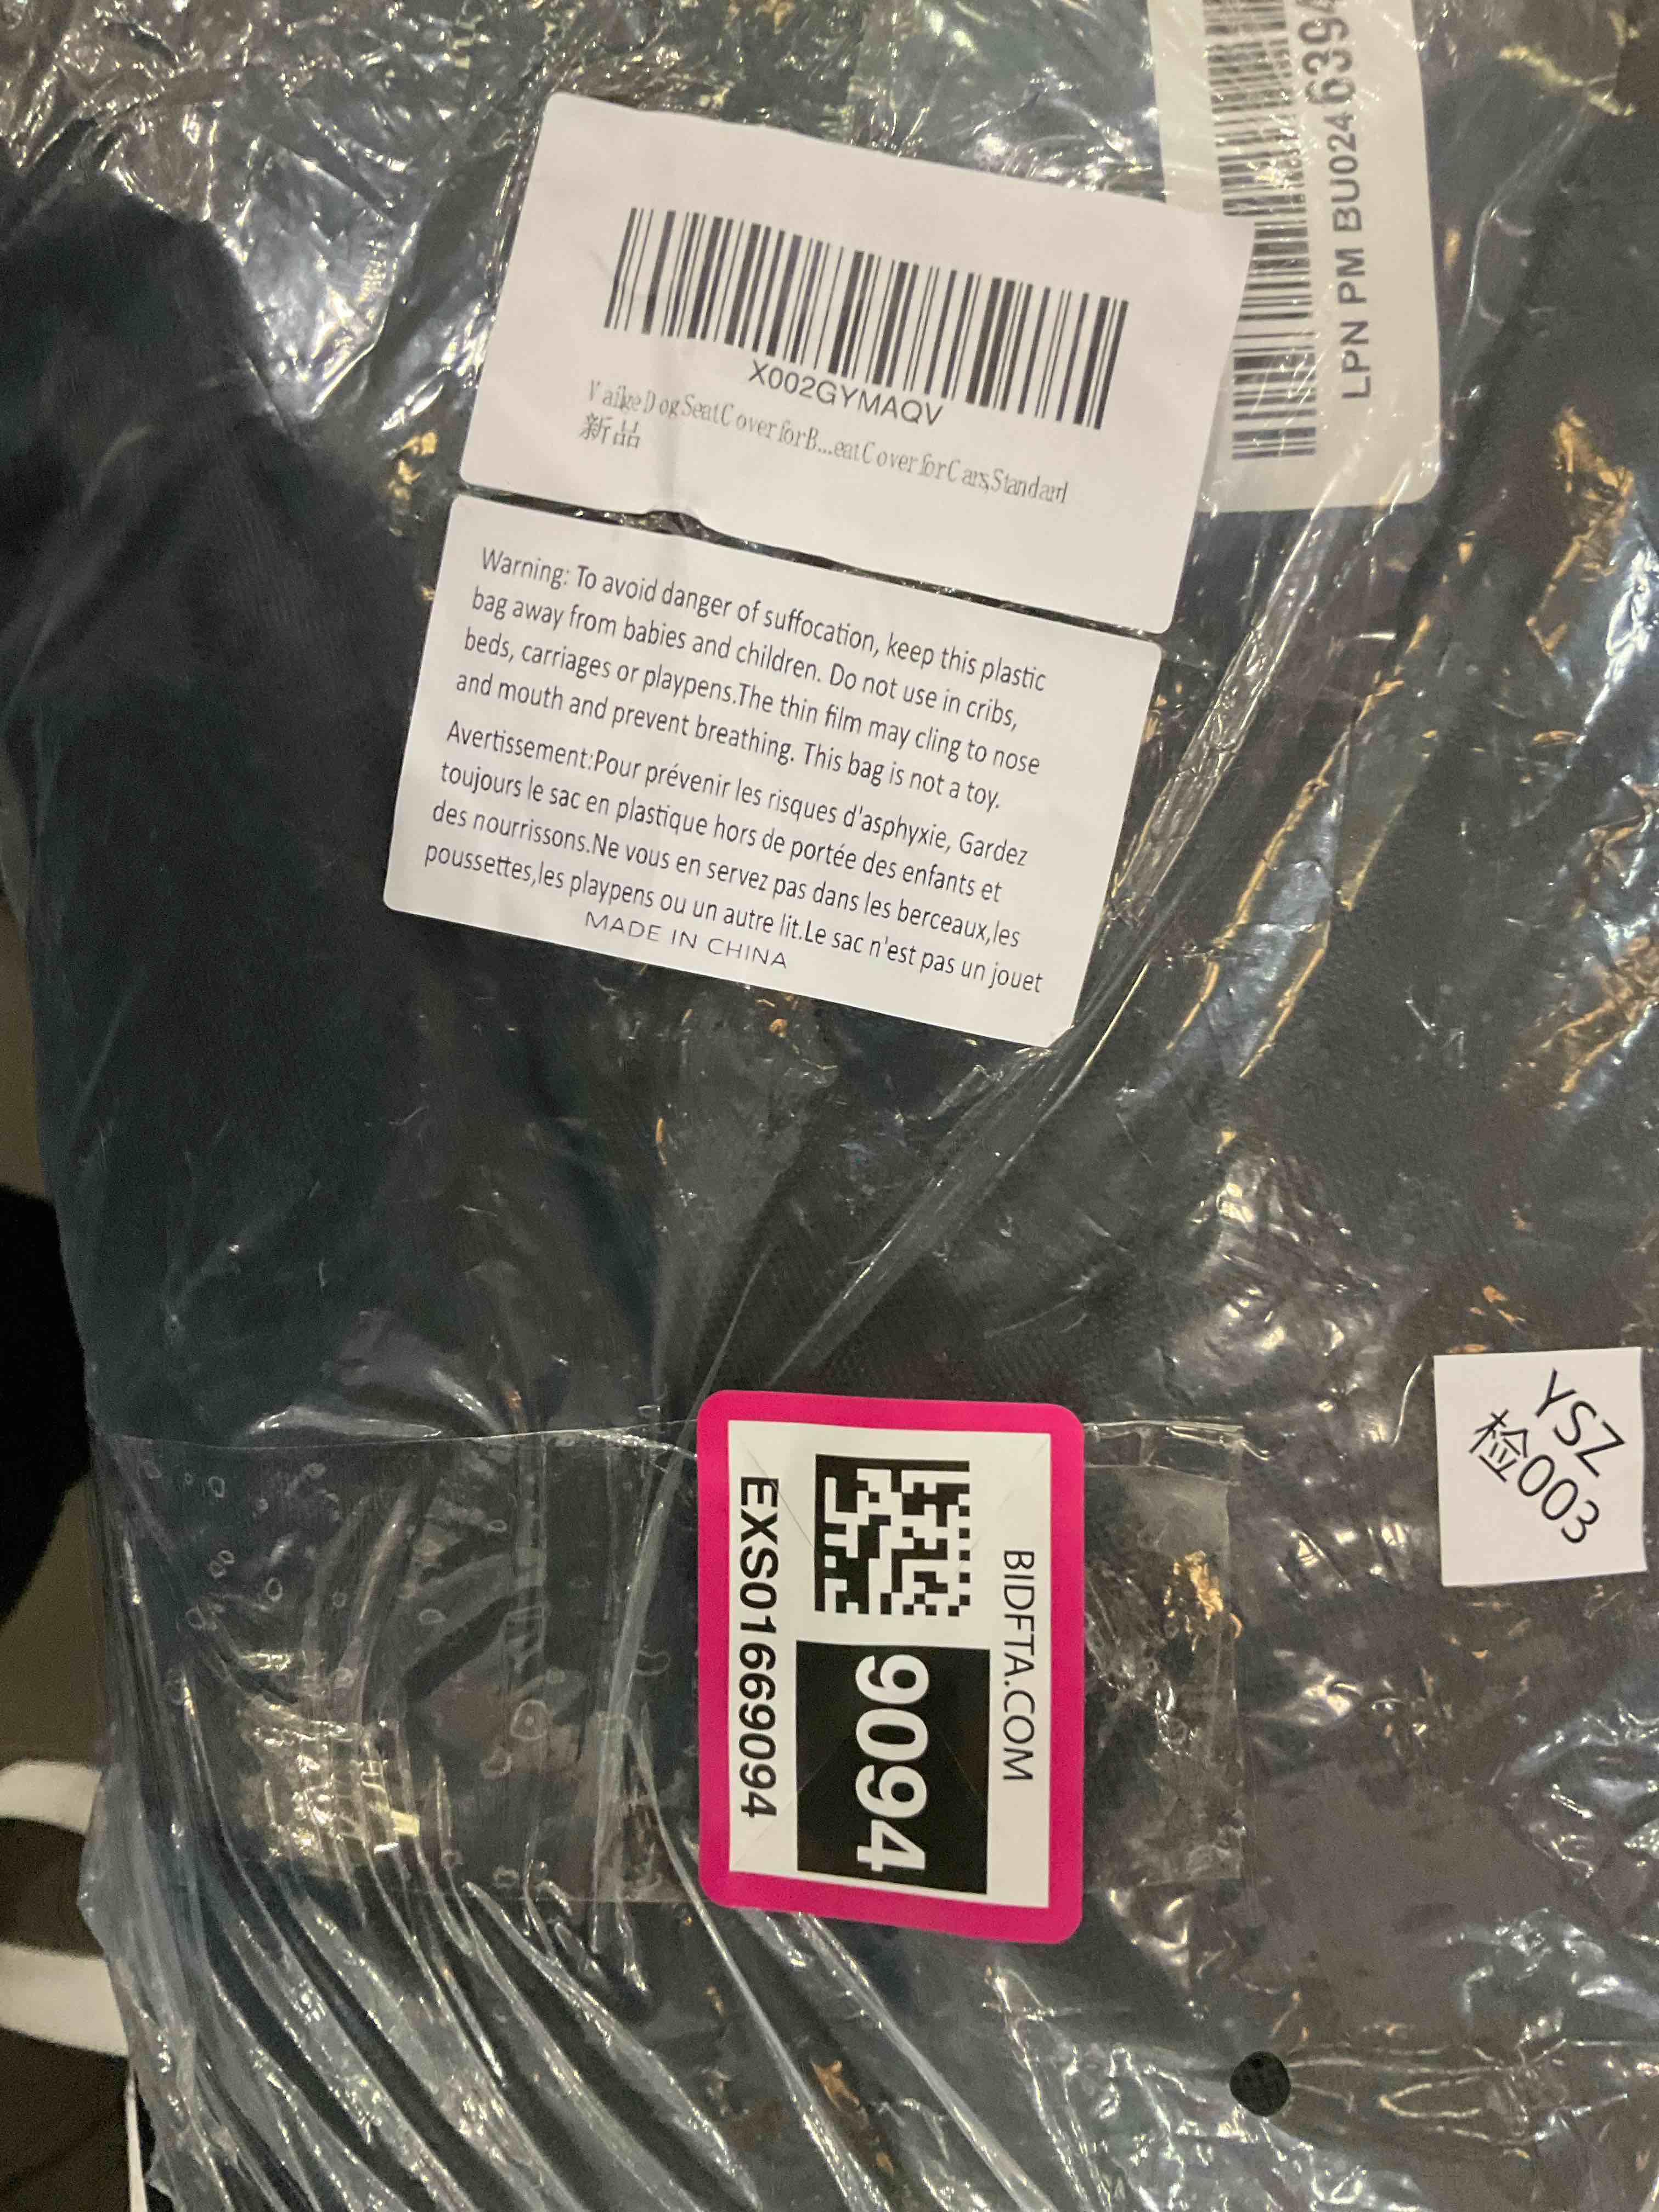 X002GYMAQV
Vaike Dog Seat Cover for B...eat Cover for Cars,Standard
新品
LPN PM BU024639
Warning: To avoid danger of suffocation, keep this plastic
bag away from babies and children. Do not use in cribs,
beds, carriages or playpens.The thin film may cling to nose
and mouth and prevent breathing. This bag is not a toy.
Avertissement:Pour prévenir les risques d'asphyxie, Gardez
toujours le sac en plastique hors de portée des enfants et
des nourrissons.Ne vous en servez pas dans les berceaux,les
poussettes,les playpens ou un autre lit.Le sac n'est pas un jouet
MADE IN CHINA
YSZ
检003
BIDFTA.COM
9094
EXS01669094